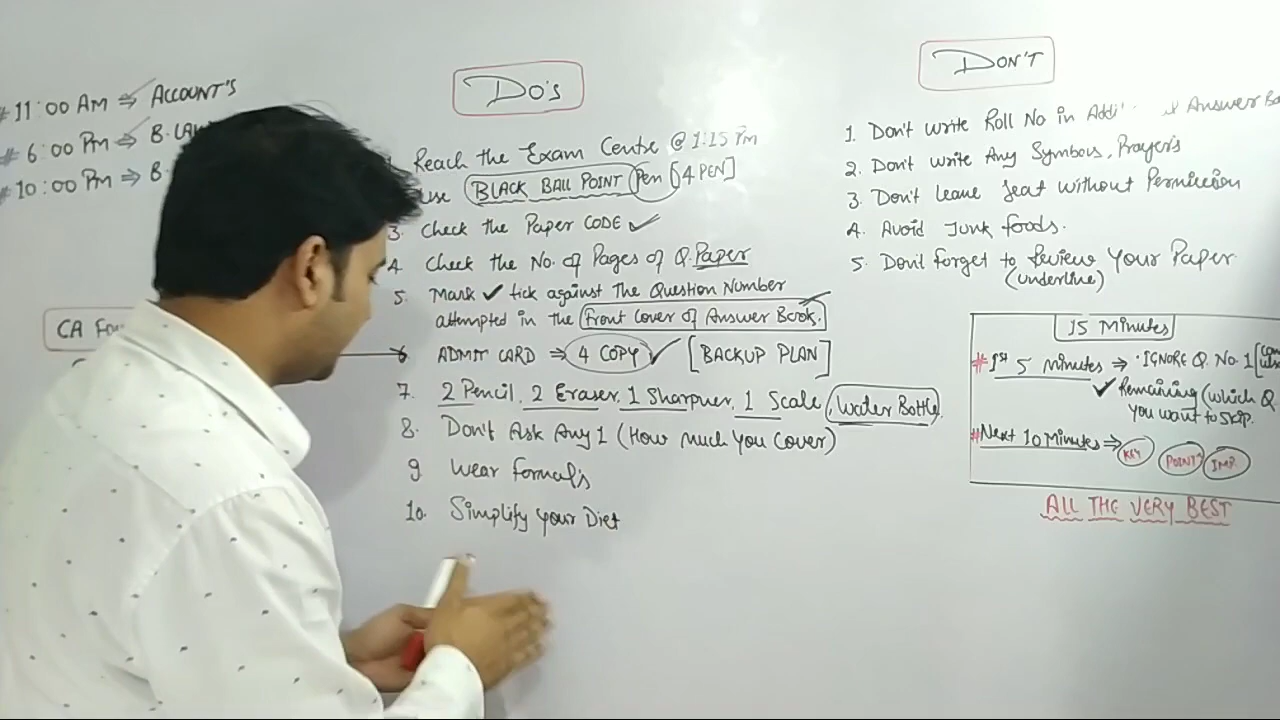 # 11:00 AM ⇒ ACCOUNT'S
# 6:00 PM ⇒ B. LAW
# 10:00 PM ⇒ B.
CA Fou
DO's
1. Reach the Exam Centre @ 1:15 PM
use BLACK BALL POINT Pen [4 PEN]
3. Check the Paper CODE ✓
4. Check the No. of Pages of Q. Paper
5. Mark ✓ tick against The Question Number
attempted in the Front Cover of Answer Book.
6 ADMIT CARD ⇒ 4 COPY ✓ [BACKUP PLAN]
7. 2 Pencil, 2 Eraser, 1 Sharpner, 1 Scale, Water Bottle.
8. Don't Ask Any 1 (How much you Cover)
9 Wear Formal's
10. Simplify your Diet
DON'T
1. Don't write Roll No in Addi Answer Bo
2. Don't write Any Symbols, Prayer's
3. Don't leave Seat without Permission
4. Avoid Junk foods.
5. Don't forget to Review Your Paper
(underline)
15 Minutes
# 1st 5 minutes → • IGNORE Q. No. 1
✓ Remaining (which Q
you want to skip.
# Next 10 Minutes ⇒ KEY POINTS IMP.
ALL THE VERY BEST